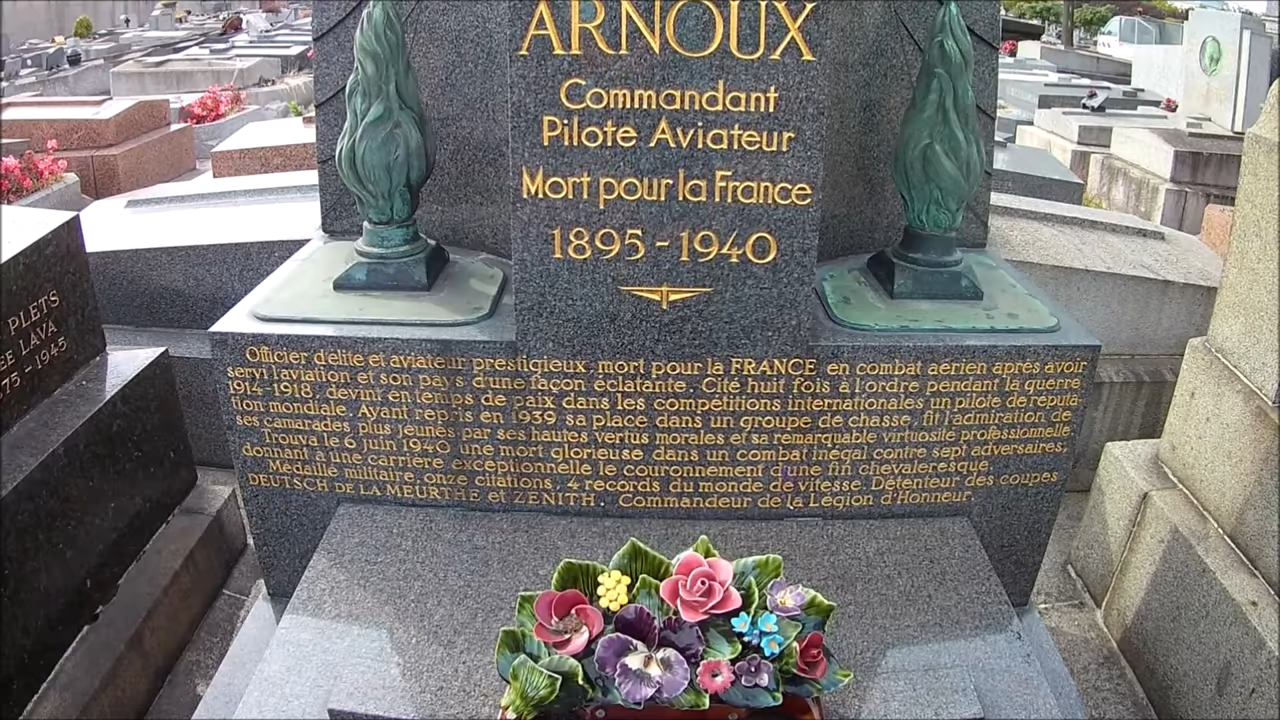 ARNOUX
Commandant
Pilote Aviateur
Mort pour la France
1895 - 1940
Officier d'élite et aviateur prestigieux, mort pour la FRANCE en combat aérien après avoir
servi l'aviation et son pays d'une façon éclatante. Cité huit fois à l'ordre pendant la guerre
1914-1918, devint en temps de paix dans les compétitions internationales un pilote de réputa-
tion mondiale. Ayant repris en 1939 sa place dans un groupe de chasse, fit l'admiration de
ses camarades plus jeunes par ses hautes vertus morales et sa remarquable virtuosité professionnelle.
Trouva le 6 juin 1940 une mort glorieuse dans un combat inégal contre sept adversaires,
donnant à une carrière exceptionnelle le couronnement d'une fin chevaleresque.
Médaille militaire, onze citations, 4 records du monde de vitesse. Détenteur des coupes
DEUTSCH DE LA MEURTHE et ZENITH. Commandeur de la Légion d'Honneur.
PLETS
EE LAVA
75 - 1945